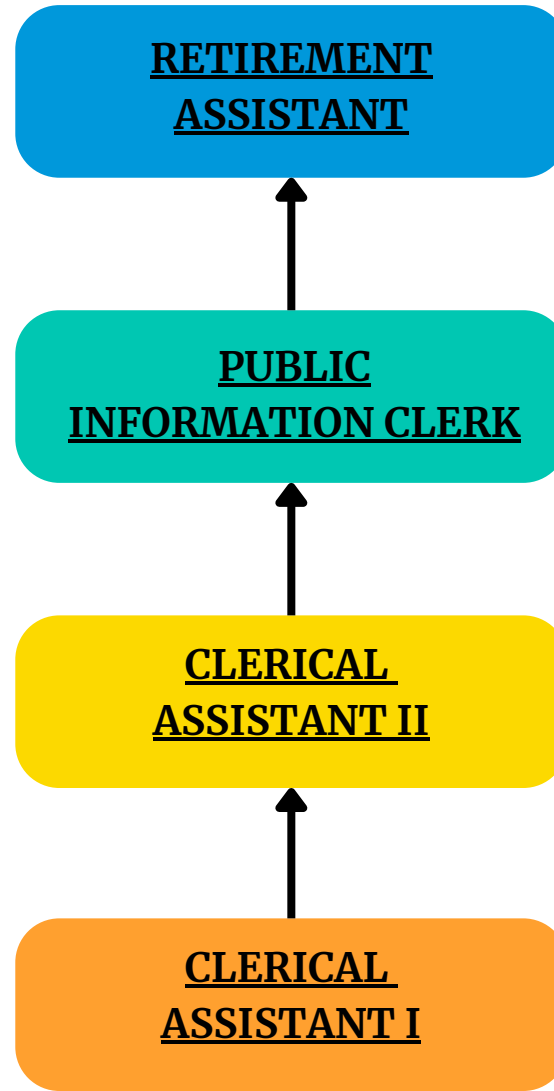 RETIREMENT
ASSISTANT
PUBLIC
INFORMATION CLERK
CLERICAL
ASSISTANT II
CLERICAL
ASSISTANT I